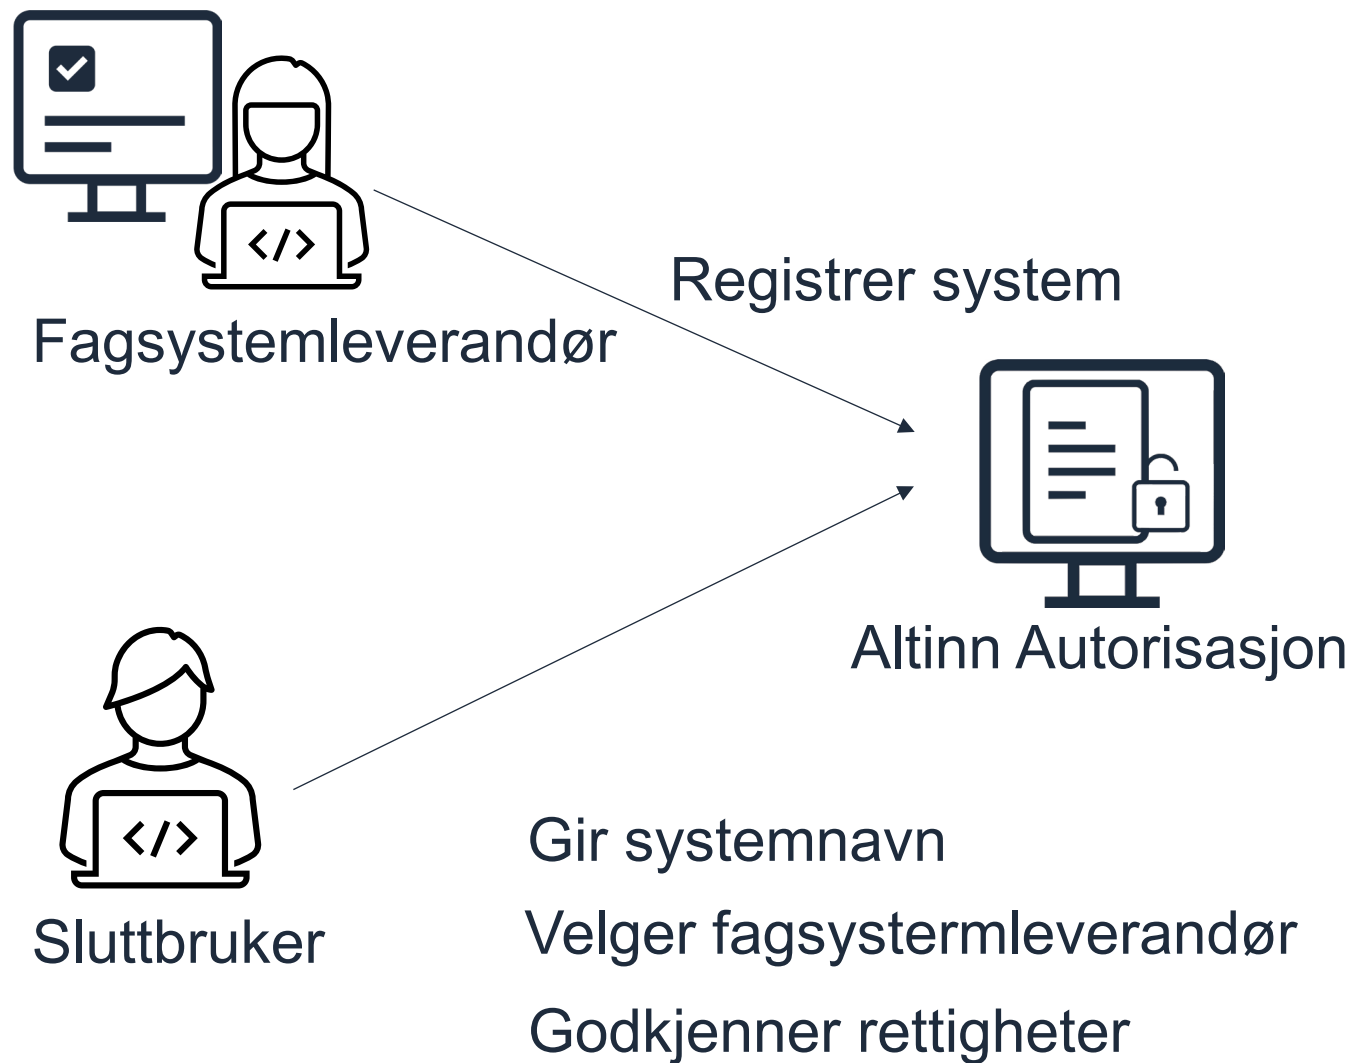 Registrer system
Fagsystemleverandør
</>
Altinn Autorisasjon
</>
Gir systemnavn
Sluttbruker
Velger fagsystermleverandør
Godkjenner rettigheter